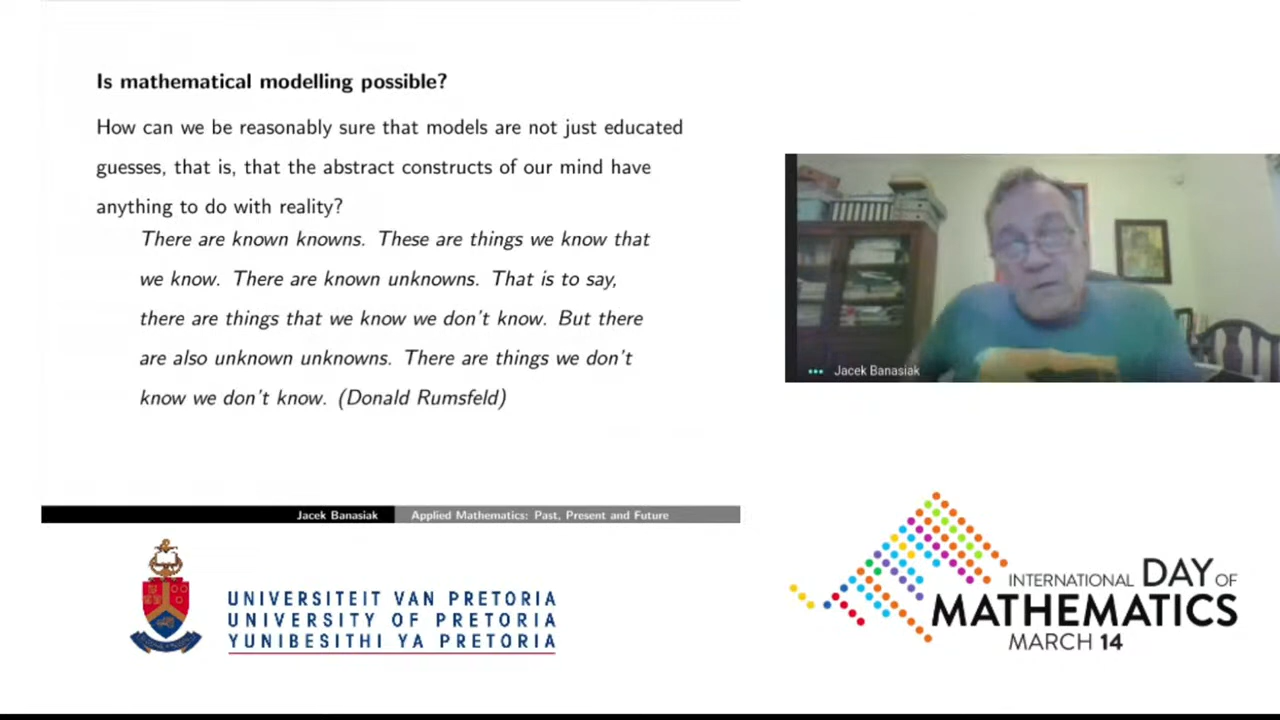 Is mathematical modelling possible?
How can we be reasonably sure that models are not just educated
guesses, that is, that the abstract constructs of our mind have
anything to do with reality?
There are known knowns. These are things we know that
we know. There are known unknowns. That is to say,
there are things that we know we don't know. But there
are also unknown unknowns. There are things we don't
know we don't know. (Donald Rumsfeld)
Jacek Banasiak
Applied Mathematics: Past, Present and Future
Jacek Banasiak
UNIVERSITEIT VAN PRETORIA
UNIVERSITY OF PRETORIA
YUNIBESITHI YA PRETORIA
INTERNATIONAL DAY OF
MATHEMATICS
MARCH 14